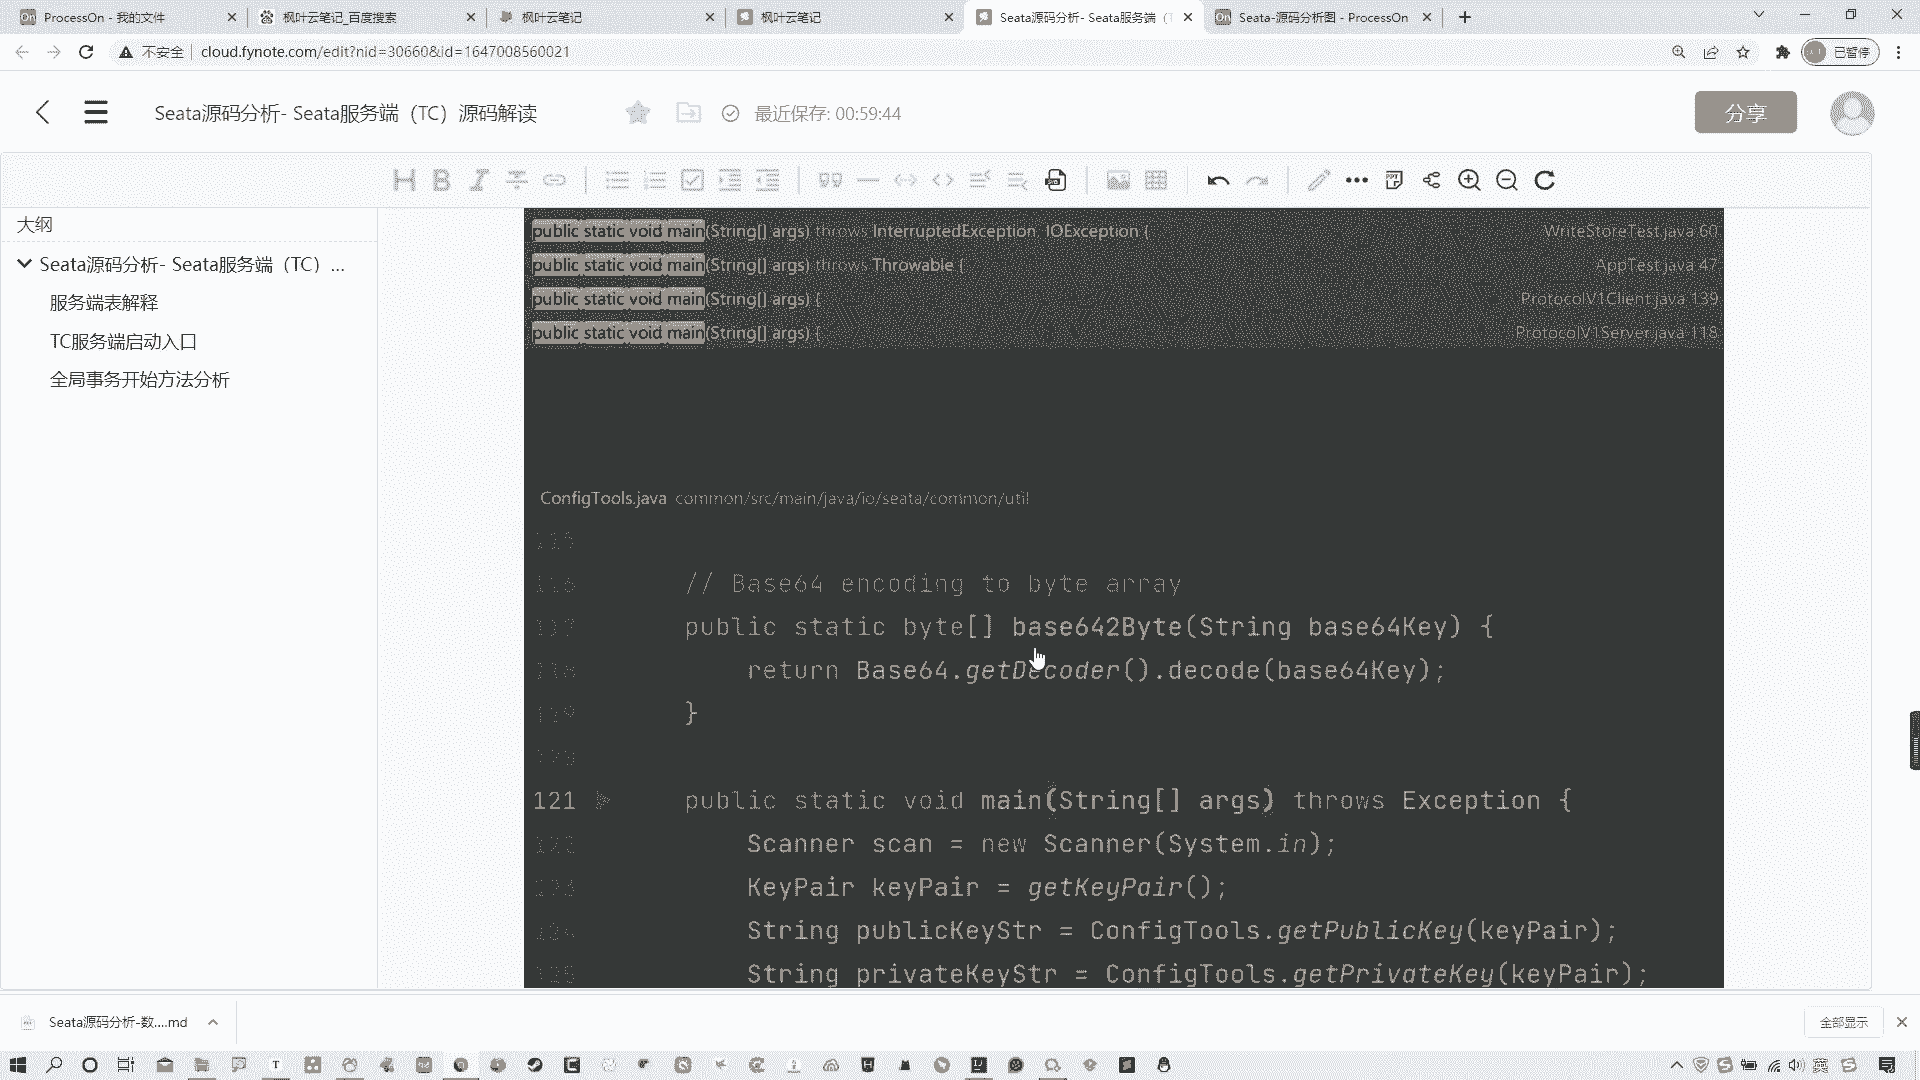 ProcessOn - 我的文件
枫叶云笔记_百度搜索
枫叶云笔记
枫叶云笔记
Seata源码分析- Seata服务端（T
Seata-源码分析图 - ProcessOn
不安全
cloud.fynote.com/edit?nid=30660&id=1647008560021
已暂停
Seata源码分析- Seata服务端（TC）源码解读
最近保存: 00:59:44
分享
大纲
Seata源码分析- Seata服务端（TC）...
服务端表解释
TC服务端启动入口
全局事务开始方法分析
public static void main(String[] args) throws InterruptedException, IOException { WriteStoreTest.java 60
public static void main(String[] args) throws Throwable { AppTest.java 47
public static void main(String[] args) { ProtocolV1Client.java 139
public static void main(String[] args) { ProtocolV1Server.java 118
ConfigTools.java common/src/main/java/io/seata/common/util
115
116 // Base64 encoding to byte array
117 public static byte[] base642Byte(String base64Key) {
118 return Base64.getDecoder().decode(base64Key);
119 }
120
121 public static void main(String[] args) throws Exception {
122 Scanner scan = new Scanner(System.in);
123 KeyPair keyPair = getKeyPair();
124 String publicKeyStr = ConfigTools.getPublicKey(keyPair);
125 String privateKeyStr = ConfigTools.getPrivateKey(keyPair);
Seata源码分析-数....md
全部显示
英